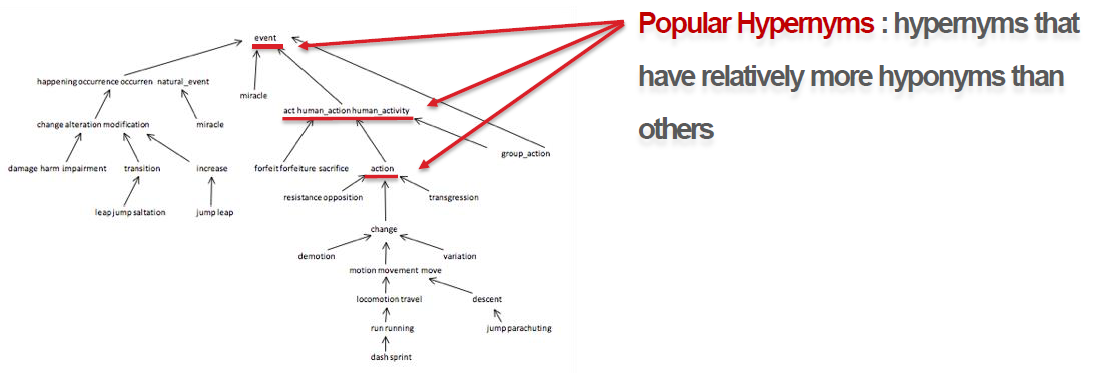 Popular Hypernyms : hypernyms that
have relatively more hyponyms than
others
event
happening occurrence occurren natural_event
miracle
act human_action human_activity
change alteration modification
miracle
group_action
damage harm impairment
transition
increase
forfeit forfeiture sacrifice
action
resistance opposition
transgression
leap jump saltation
jump leap
change
demotion
variation
motion movement move
locomotion travel
descent
run running
jump parachuting
dash sprint